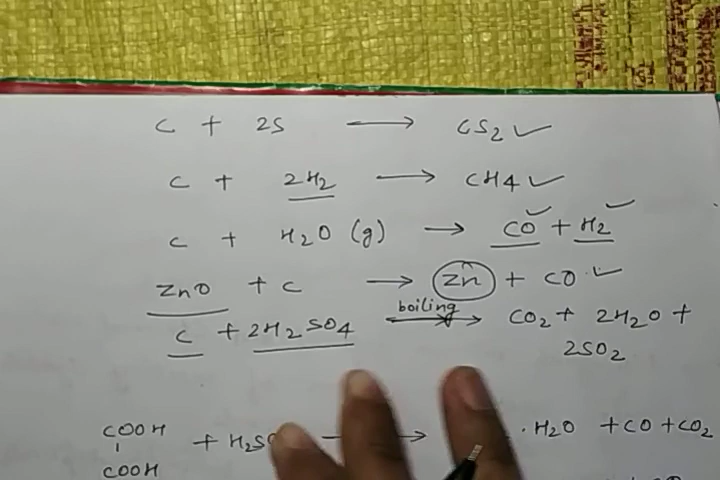 C + 2S ⟶ CS₂ ✓
C + 2H₂ ⟶ CH4 ✓
C + H₂O (g) ⟶ CO ✓ + H₂ ✓
ZnO + C ⟶ Zn + CO ✓
C + 2H₂SO4 boiling ⟶ CO₂ + 2H₂O +
2SO₂
COOH
COOH + ⟶ · H₂O + CO + CO₂